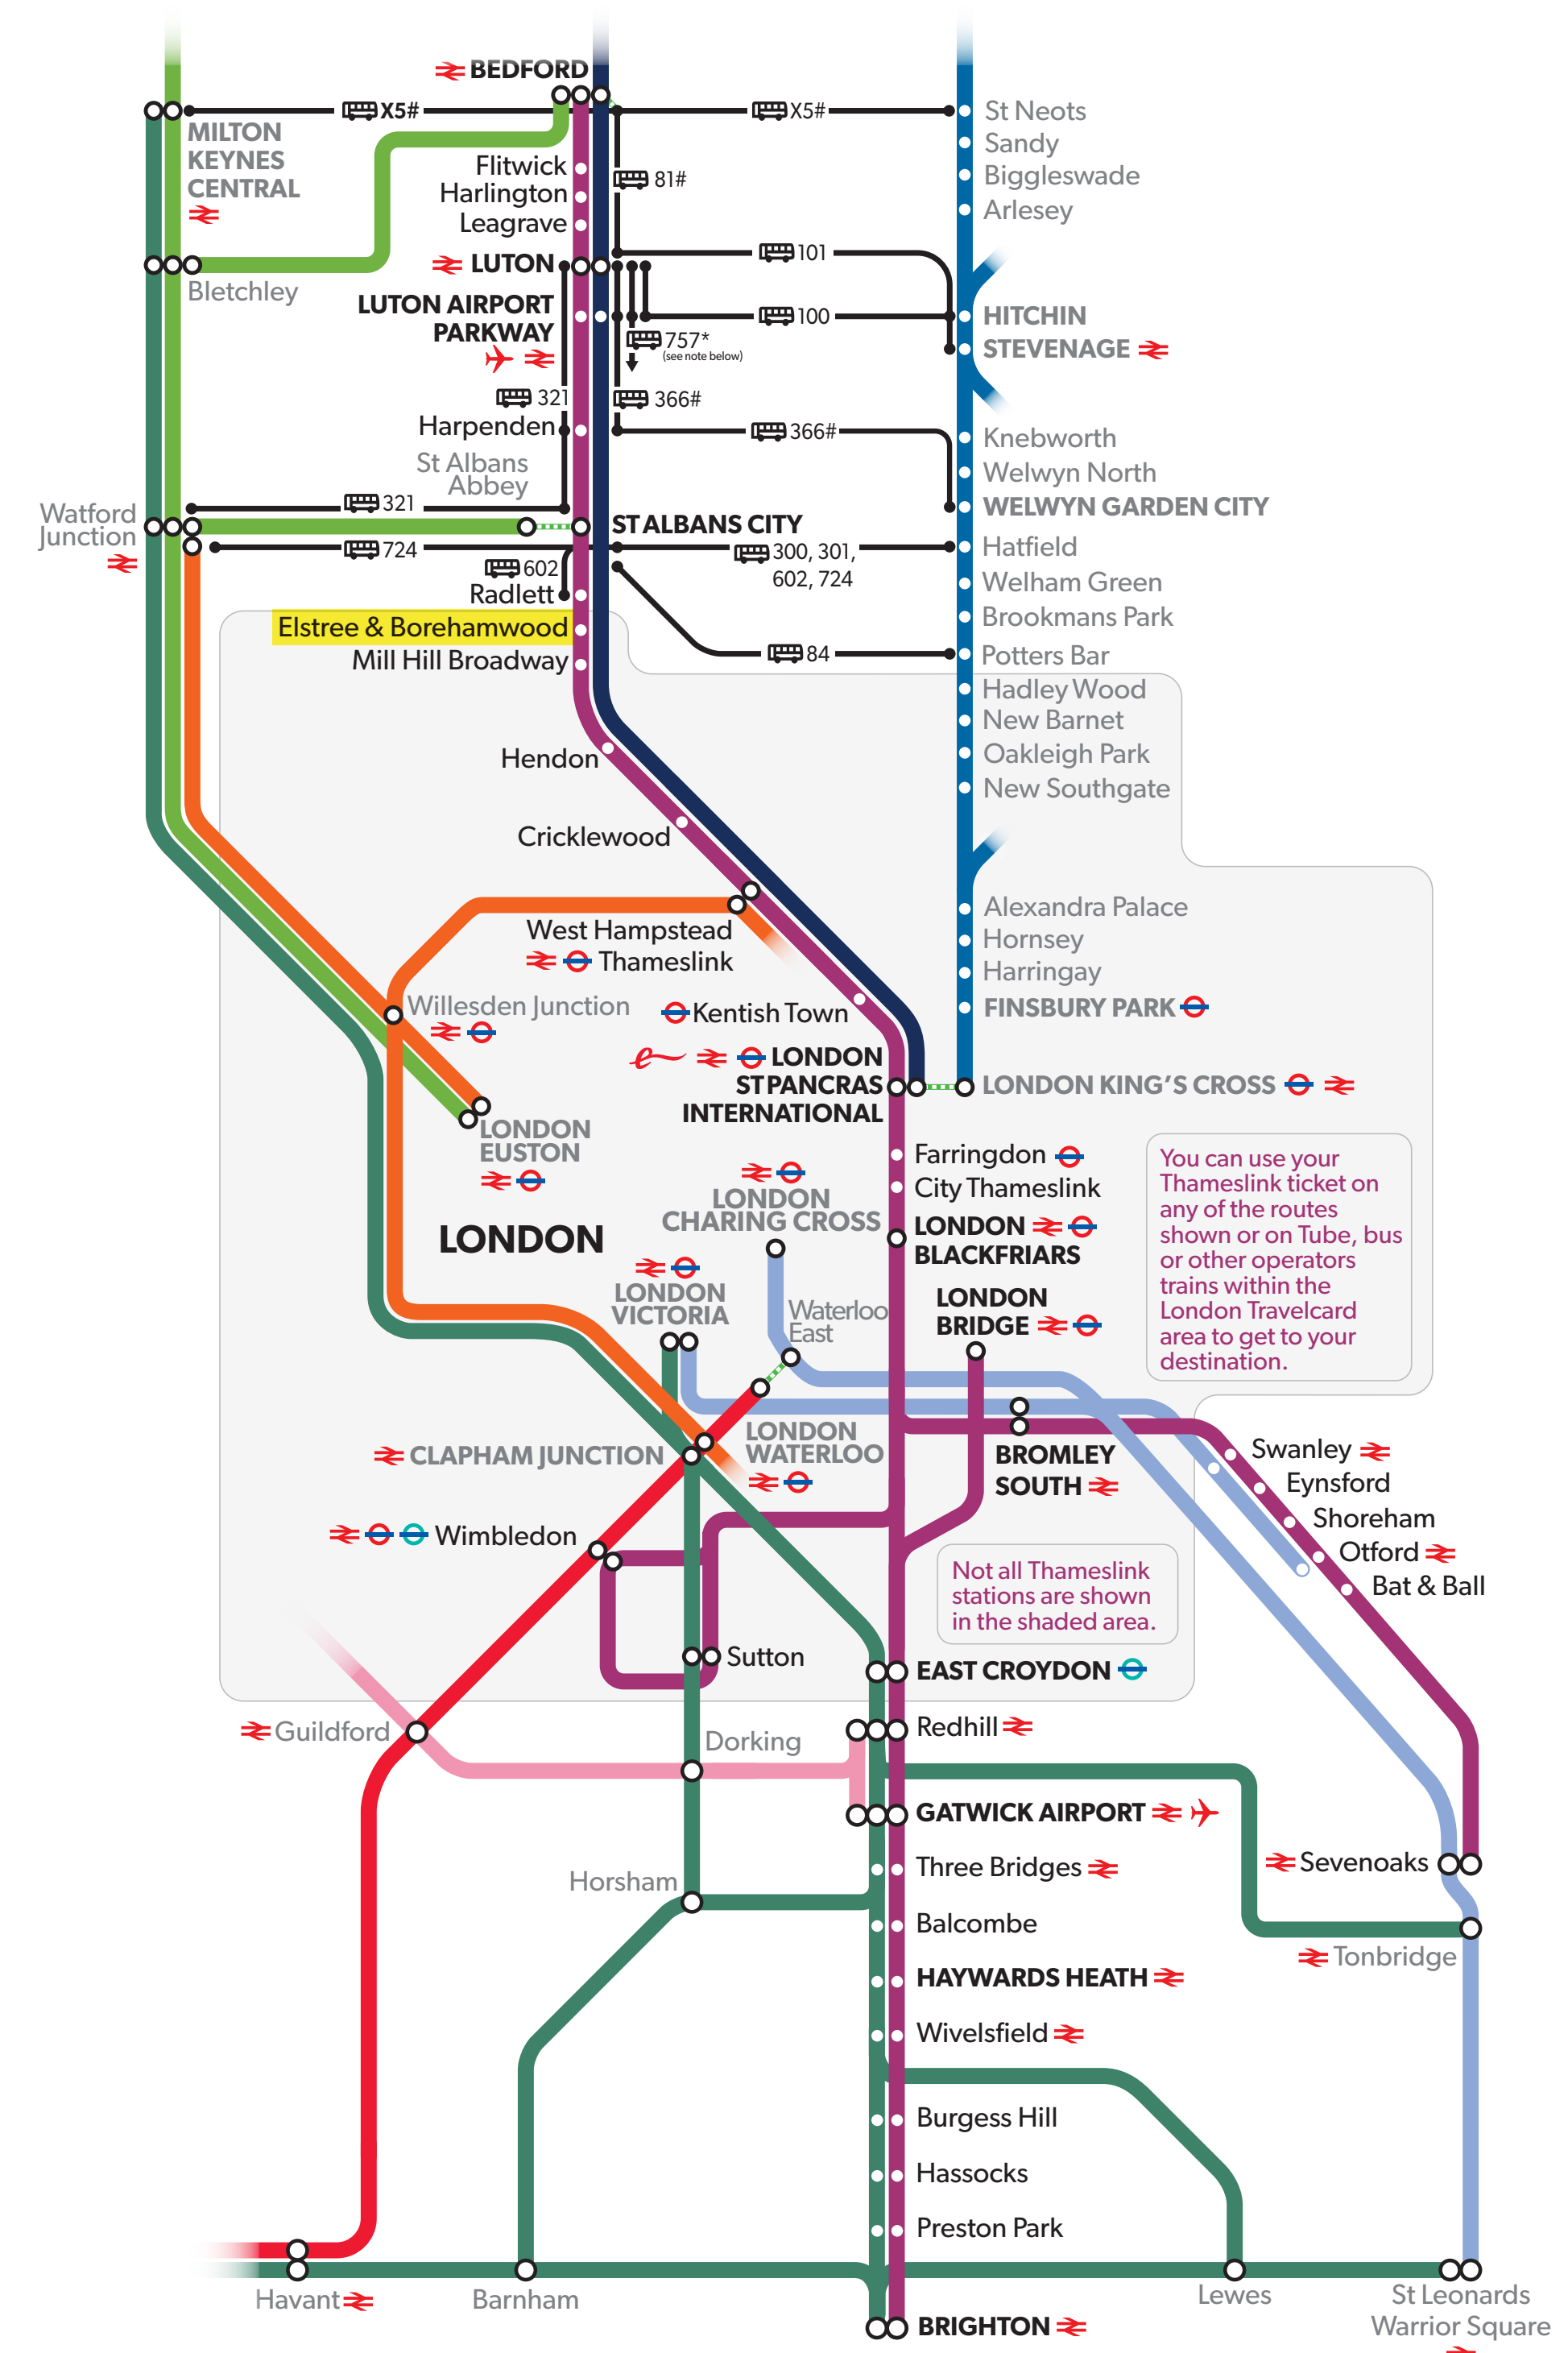 BEDFORD
X5#
X5#
St Neots
MILTON
KEYNES
CENTRAL
Sandy
Biggleswade
Arlesey
Flitwick
Harlington
Leagrave
81#
101
LUTON
Bletchley
LUTON AIRPORT
PARKWAY
100
HITCHIN
757*
(see note below)
STEVENAGE
321
366#
Harpenden
366#
Knebworth
St Albans
Abbey
Welwyn North
321
WELWYN GARDEN CITY
Watford
Junction
ST ALBANS CITY
724
300, 301,
602, 724
Hatfield
602
Radlett
Welham Green
Brookmans Park
Elstree & Borehamwood
Mill Hill Broadway
84
Potters Bar
Hadley Wood
New Barnet
Oakleigh Park
New Southgate
Hendon
Cricklewood
West Hampstead
Thameslink
Alexandra Palace
Hornsey
Harringay
FINSBURY PARK
Willesden Junction
Kentish Town
LONDON
ST PANCRAS
INTERNATIONAL
LONDON KING'S CROSS
LONDON
EUSTON
Farringdon
City Thameslink
You can use your
Thameslink ticket on
any of the routes
shown or on Tube, bus
or other operators
trains within the
London Travelcard
area to get to your
destination.
LONDON
CHARING CROSS
LONDON
LONDON
BLACKFRIARS
LONDON
VICTORIA
Waterloo
East
LONDON
BRIDGE
CLAPHAM JUNCTION
LONDON
WATERLOO
BROMLEY
SOUTH
Swanley
Eynsford
Shoreham
Otford
Bat & Ball
Wimbledon
Not all Thameslink
stations are shown
in the shaded area.
Sutton
EAST CROYDON
Guildford
Dorking
Redhill
GATWICK AIRPORT
Three Bridges
Sevenoaks
Horsham
Balcombe
Tonbridge
HAYWARDS HEATH
Wivelsfield
Burgess Hill
Hassocks
Preston Park
Havant
Barnham
Lewes
St Leonards
Warrior Square
BRIGHTON